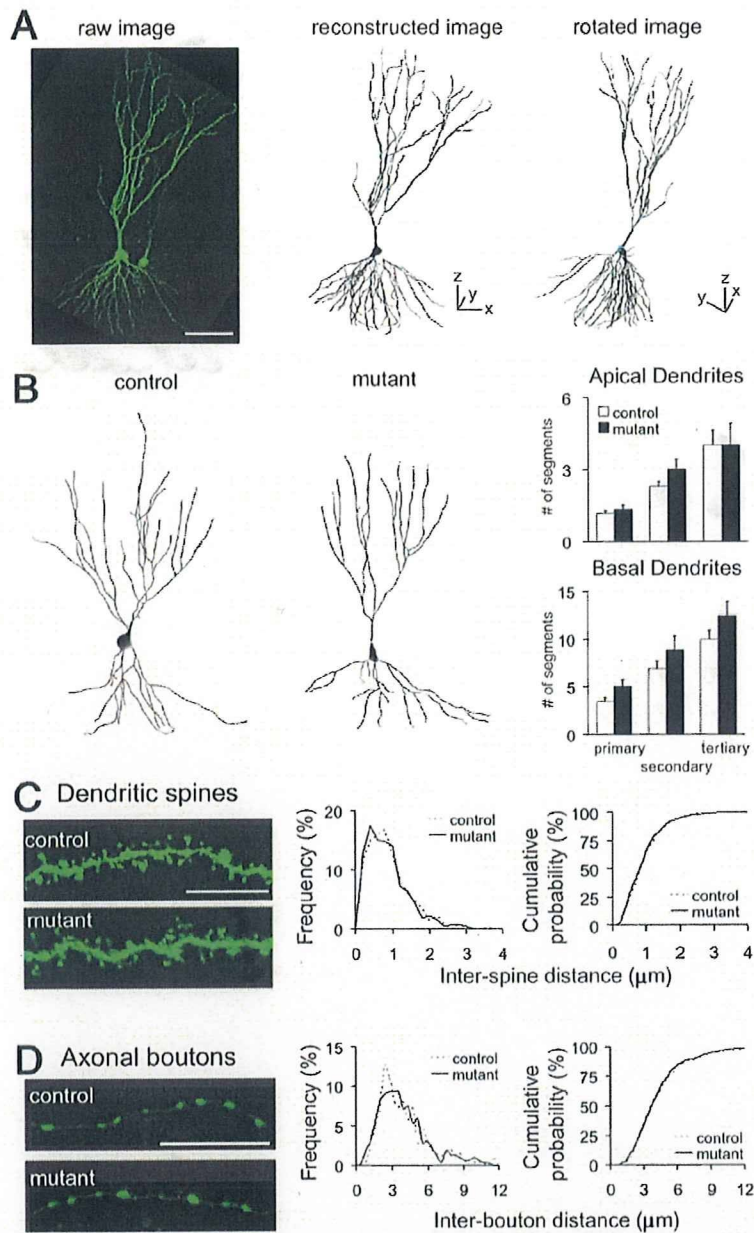 A
raw image
reconstructed image
rotated image
z
y
x
z
y
x
B
control
mutant
Apical Dendrites
6
3
0
# of segments
control
mutant
Basal Dendrites
15
10
5
0
# of segments
primary
secondary
tertiary
C
Dendritic spines
control
mutant
Frequency (%)
20
10
0
control
mutant
0 1 2 3 4
Cumulative probability (%)
100
75
50
25
control
mutant
0 1 2 3 4
Inter-spine distance (µm)
D
Axonal boutons
control
mutant
Frequency (%)
15
10
5
0
control
mutant
3 6 9 12
Cumulative probability (%)
100
75
50
25
0
control
mutant
3 6 9 12
Inter-bouton distance (µm)